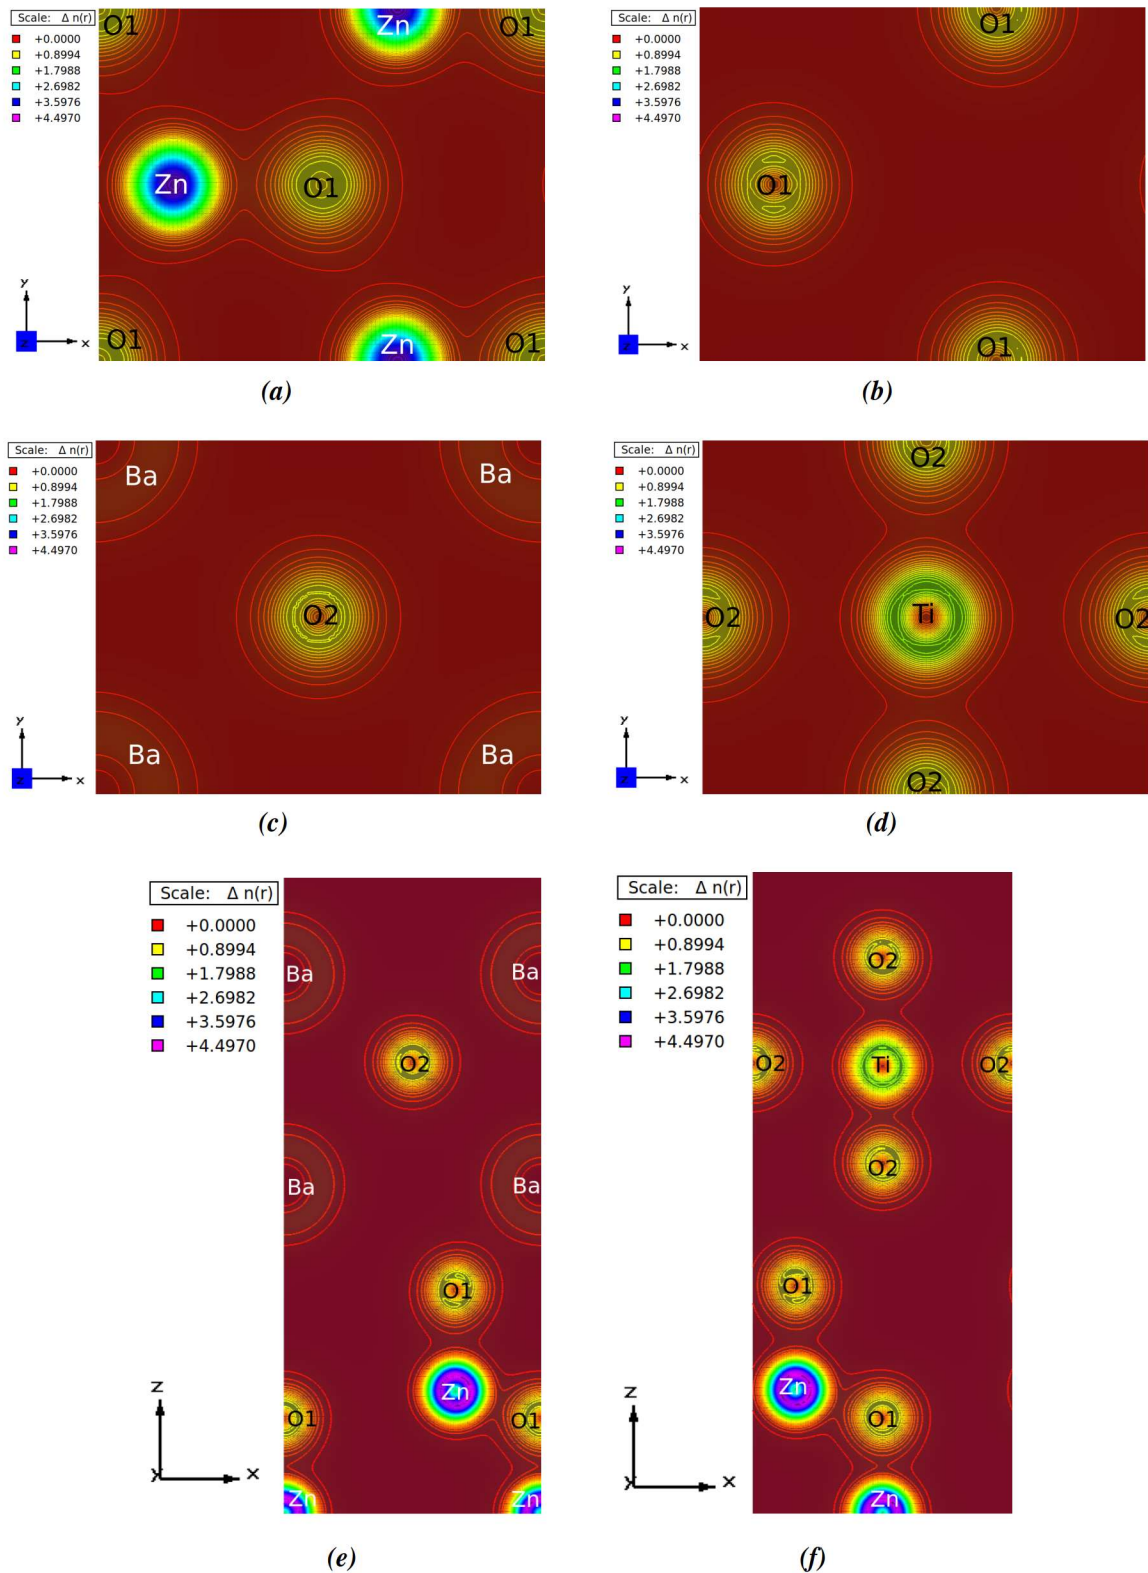 Scale: Δ n(r)
+0.0000
+0.8994
+1.7988
+2.6982
+3.5976
+4.4970
O1
Zn
O1
Zn
O1
O1
Zn
O1
Y
Z
x
(a)
Scale: Δ n(r)
+0.0000
+0.8994
+1.7988
+2.6982
+3.5976
+4.4970
O1
O1
O1
Y
Z
x
(b)
Scale: Δ n(r)
+0.0000
+0.8994
+1.7988
+2.6982
+3.5976
+4.4970
Ba
Ba
O2
Ba
Ba
Y
Z
x
(c)
Scale: Δ n(r)
+0.0000
+0.8994
+1.7988
+2.6982
+3.5976
+4.4970
O2
O2
Ti
O2
O2
Y
Z
x
(d)
Scale: Δ n(r)
+0.0000
+0.8994
+1.7988
+2.6982
+3.5976
+4.4970
Ba
Ba
O2
Ba
Ba
O1
Zn
O1
O1
Zn
Zn
Z
Y
X
(e)
Scale: Δ n(r)
+0.0000
+0.8994
+1.7988
+2.6982
+3.5976
+4.4970
O2
O2
Ti
O2
O2
O1
Zn
O1
Zn
Z
Y
X
(f)